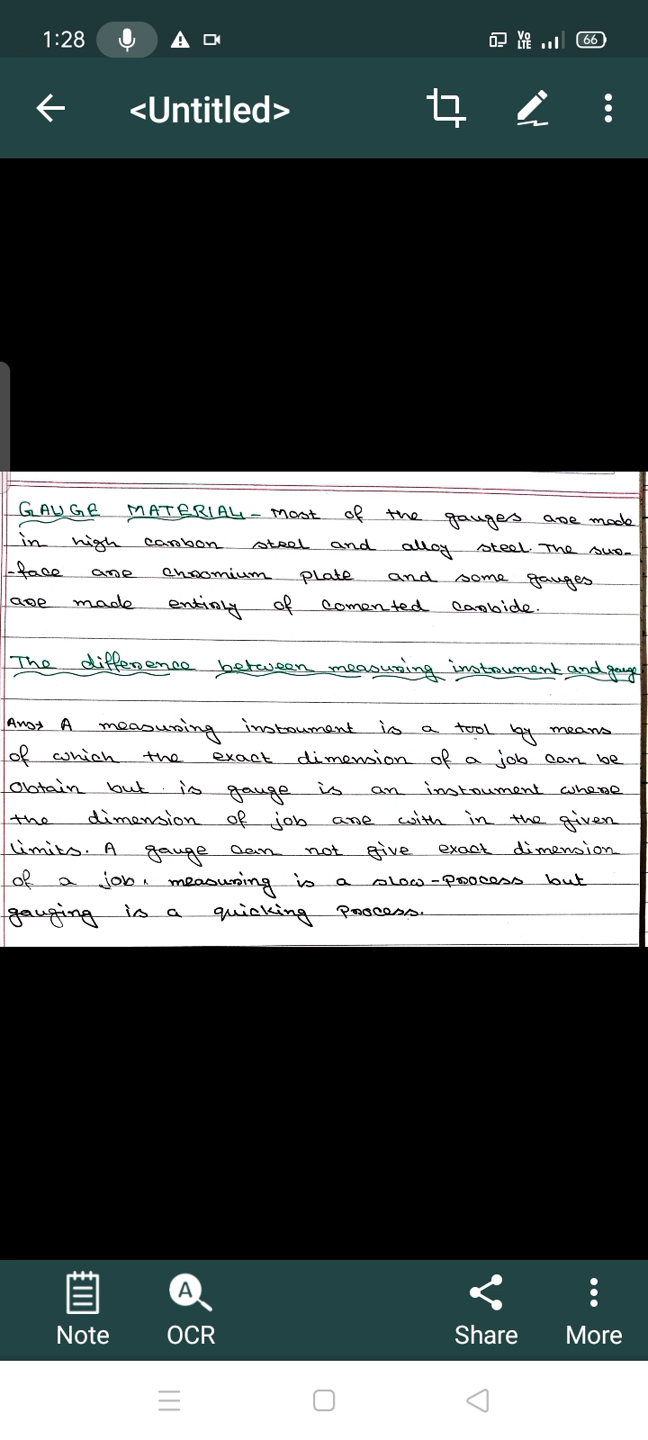 1:28
Vo LTE
66
<Untitled>
GAUGE MATERIAL - Most of the gauges are made
in high carbon steel and alloy steel. The sur-
-face are chromium plate and some gauges
are made entirly of comented carbide.
The difference between measuring instrument and gauge
Ans> A measuring instrument is a tool by means
of which the exact dimension of a job can be
obtain but is gauge is an instrument where
the dimension of job are with in the given
limits. A gauge can not give exact dimension
of a job. measuring is a slow-process but
gauging is a quicking process.
A
Note
OCR
Share
More